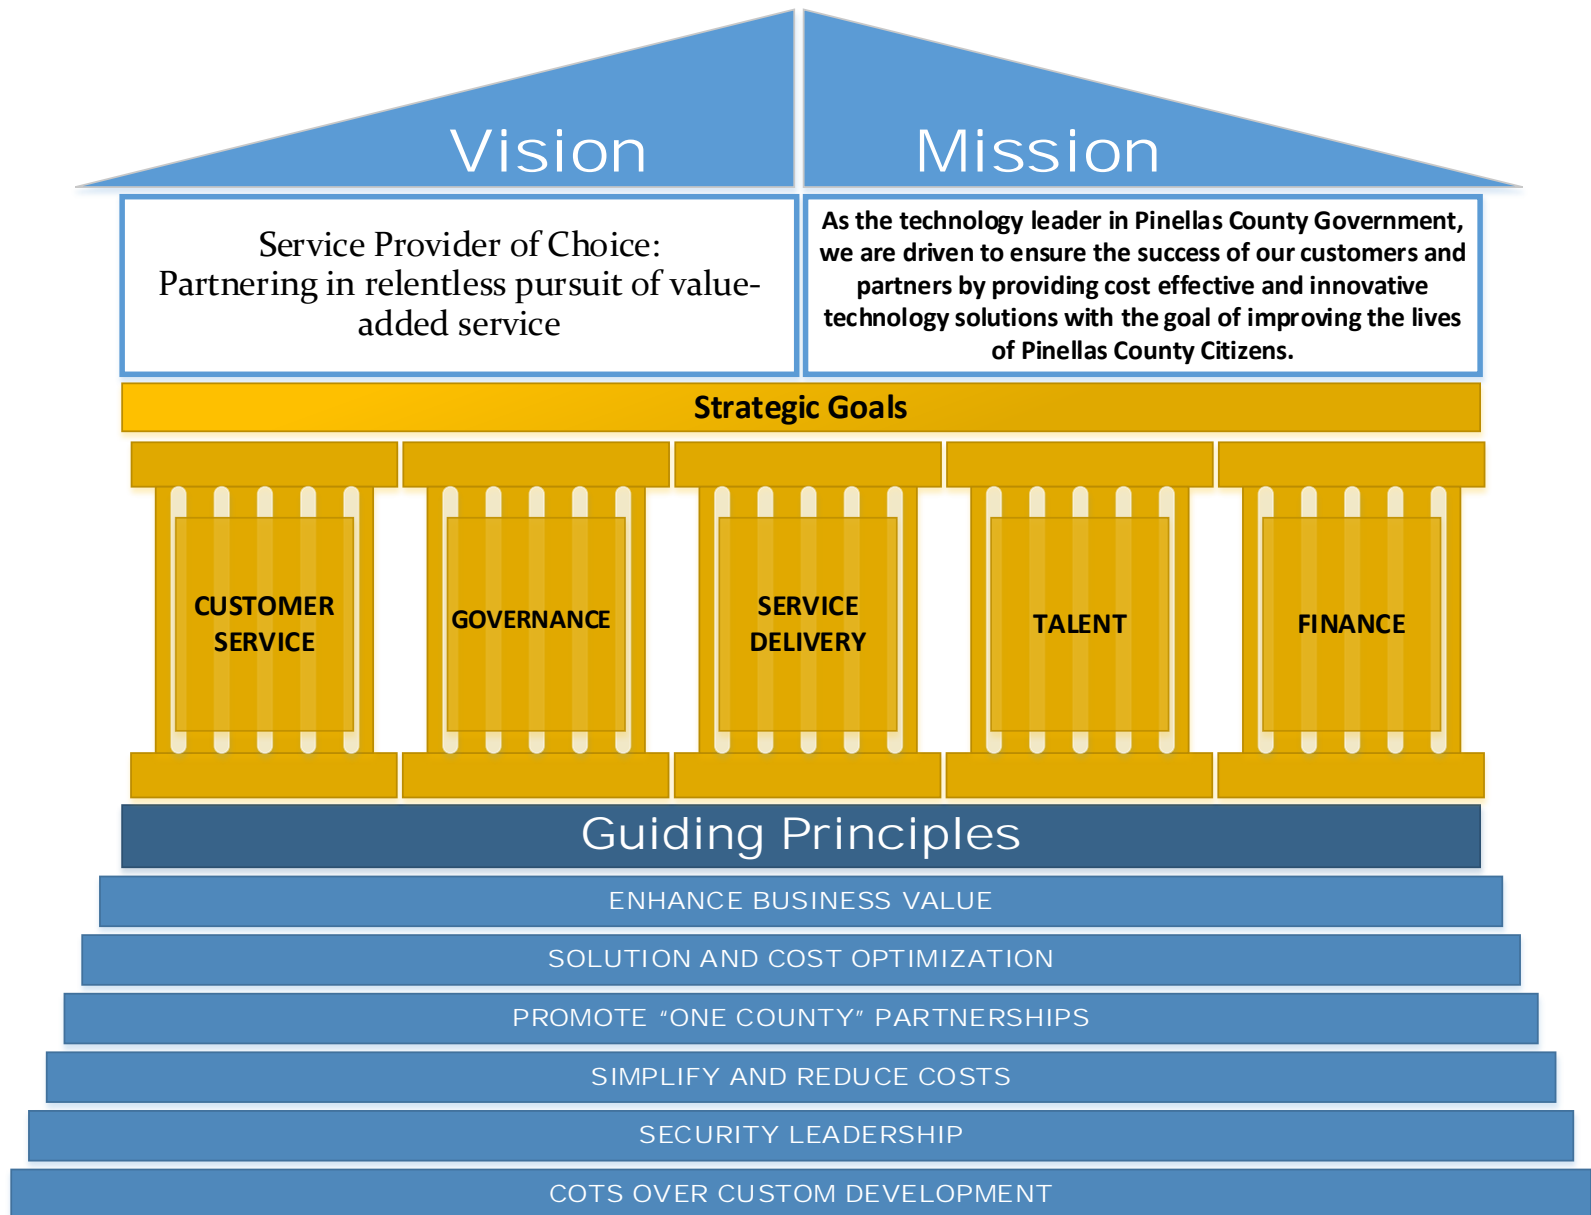 Vision
Mission
Service Provider of Choice:
Partnering in relentless pursuit of value-
added service
As the technology leader in Pinellas County Government,
we are driven to ensure the success of our customers and
partners by providing cost effective and innovative
technology solutions with the goal of improving the lives
of Pinellas County Citizens.
Strategic Goals
CUSTOMER
SERVICE
GOVERNANCE
SERVICE
DELIVERY
TALENT
FINANCE
Guiding Principles
ENHANCE BUSINESS VALUE
SOLUTION AND COST OPTIMIZATION
PROMOTE “ONE COUNTY” PARTNERSHIPS
SIMPLIFY AND REDUCE COSTS
SECURITY LEADERSHIP
COTS OVER CUSTOM DEVELOPMENT